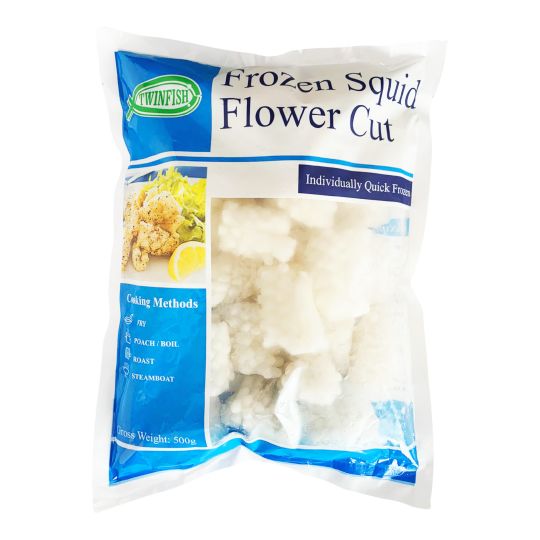 TWINFISH
Frozen Squid
Flower Cut
Individually Quick Frozen
Cooking Methods
FRY
POACH / BOIL
ROAST
STEAMBOAT
Gross Weight: 500g